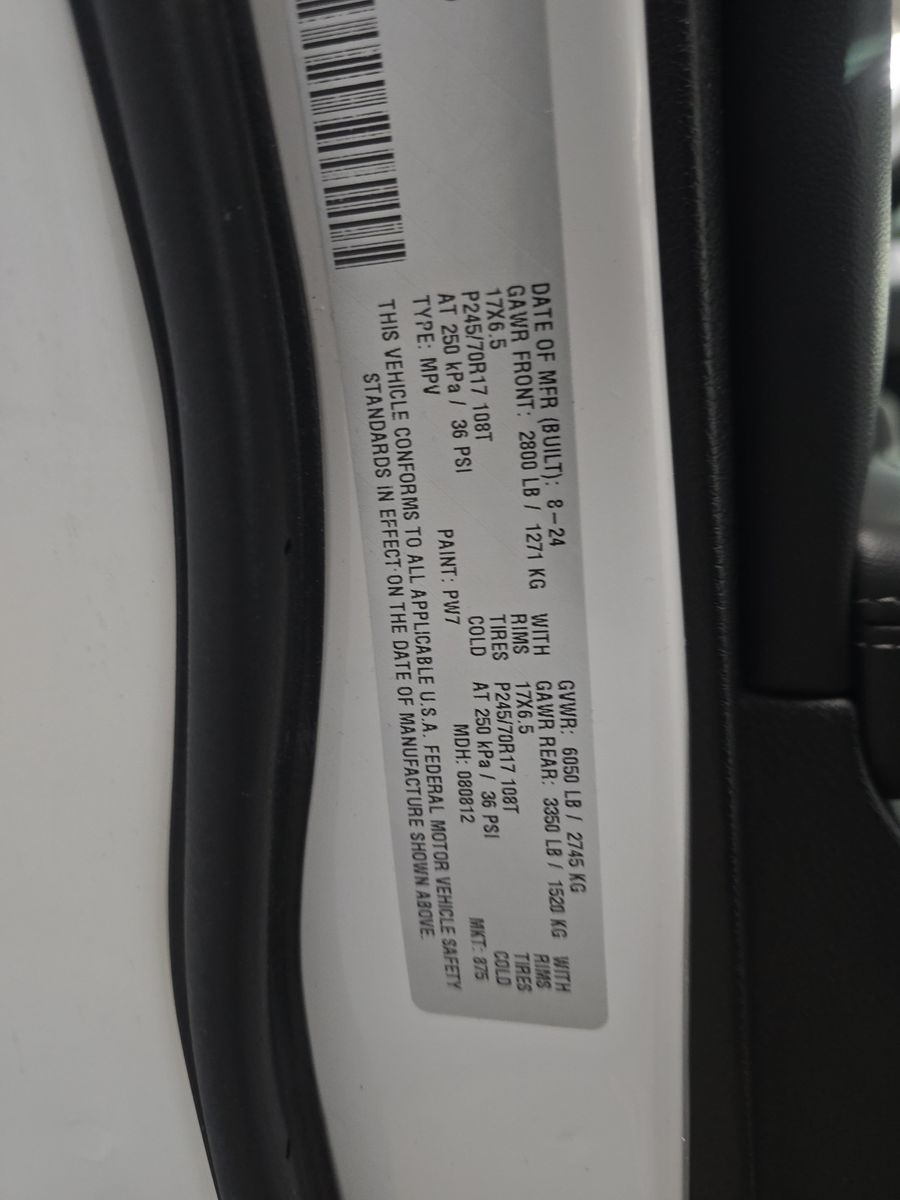 DATE OF MFR (BUILT): 8-24 GVWR: 6050 LB / 2745 KG
GAWR FRONT: 2800 LB / 1271 KG WITH GAWR REAR: 3350 LB / 1520 KG WITH
17X6.5 RIMS 17X6.5 RIMS
P245/70R17 108T TIRES P245/70R17 108T TIRES
AT 250 kPa / 36 PSI COLD AT 250 kPa / 36 PSI COLD
TYPE: MPV PAINT: PW7 MDH: 080812 MKT: 875
THIS VEHICLE CONFORMS TO ALL APPLICABLE U.S.A. FEDERAL MOTOR VEHICLE SAFETY
STANDARDS IN EFFECT ON THE DATE OF MANUFACTURE SHOWN ABOVE.